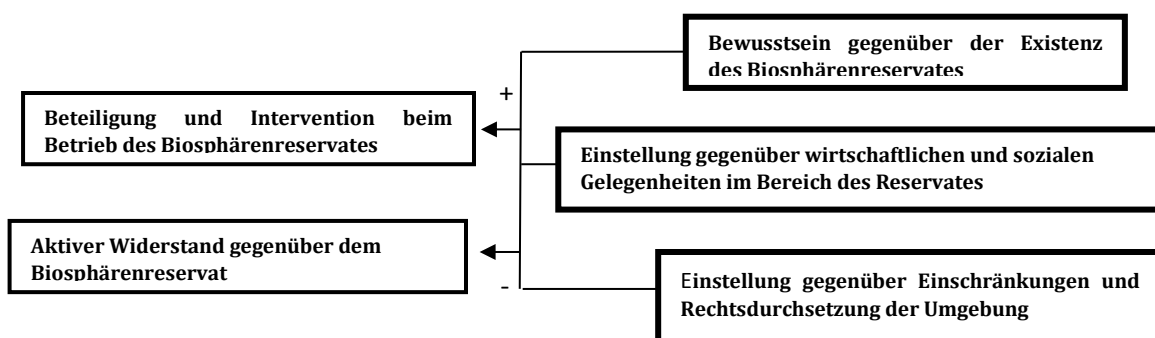 Bewusstsein gegenüber der Existenz
des Biosphärenreservates
+
Beteiligung und Intervention beim
Betrieb des Biosphärenreservates
Einstellung gegenüber wirtschaftlichen und sozialen
Gelegenheiten im Bereich des Reservates
Aktiver Widerstand gegenüber dem
Biosphärenreservat
-
Einstellung gegenüber Einschränkungen und
Rechtsdurchsetzung der Umgebung